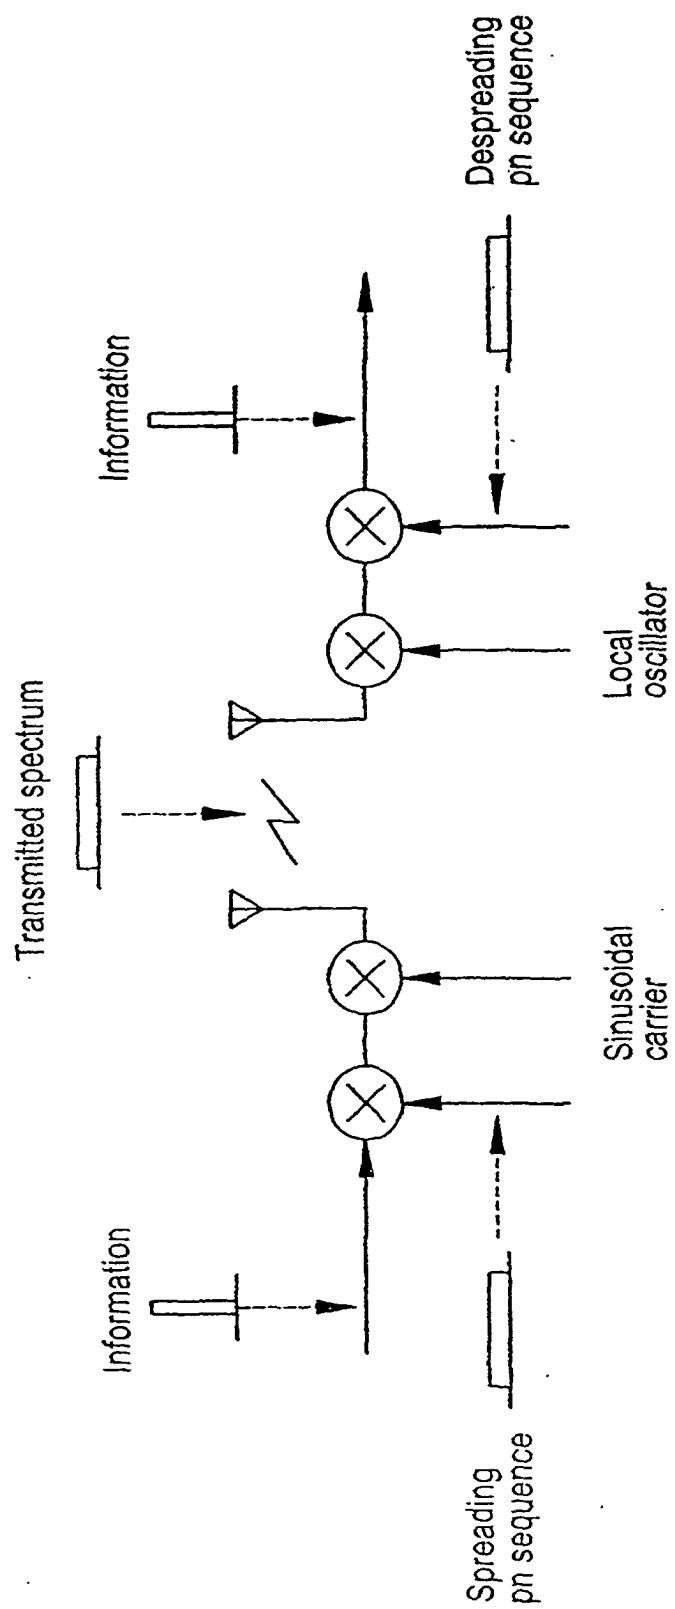 Transmitted spectrum
Information
Information
Spreading
pn sequence
Sinusoidal
carrier
Local
oscillator
Despreading
pn sequence